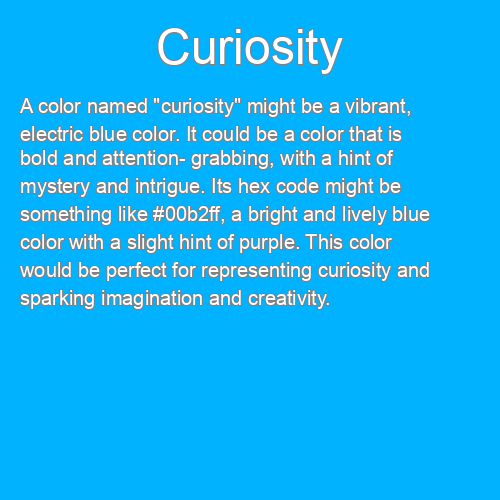 Curiosity
A color named "curiosity" might be a vibrant,
electric blue color. It could be a color that is
bold and attention- grabbing, with a hint of
mystery and intrigue. Its hex code might be
something like #00b2ff, a bright and lively blue
color with a slight hint of purple. This color
would be perfect for representing curiosity and
sparking imagination and creativity.